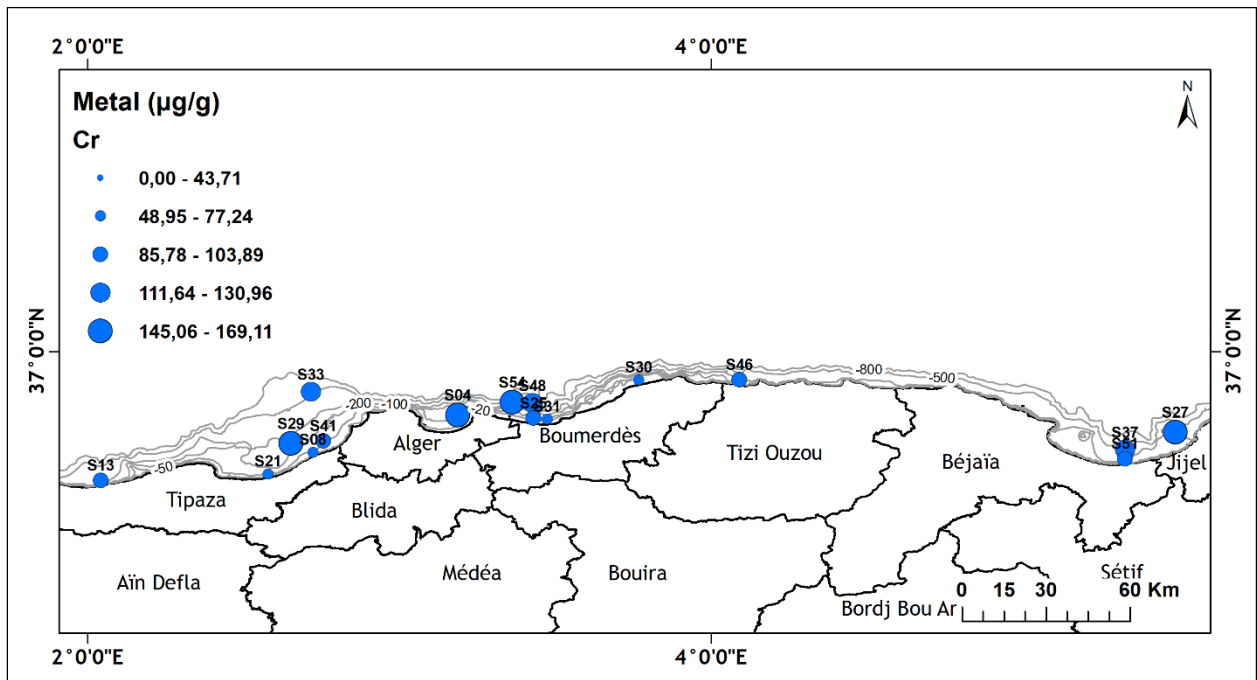 2°0'0"E
4°0'0"E
Metal (µg/g)
Cr
0,00 - 43,71
48,95 - 77,24
85,78 - 103,89
111,64 - 130,96
145,06 - 169,11
N
37°0'0"N
37°0'0"N
S33
S30
S46
-800
-500
S54
S48
S04
-200
-100
-20
S31
S29
S41
S08
S27
S37
S51
S13
-50
S21
Alger
Boumerdès
Tizi Ouzou
Béjaïa
Jijel
Tipaza
Blida
Aïn Defla
Médéa
Bouira
Sétif
0 15 30 60 Km
Bordj Bou Ar
2°0'0"E
4°0'0"E